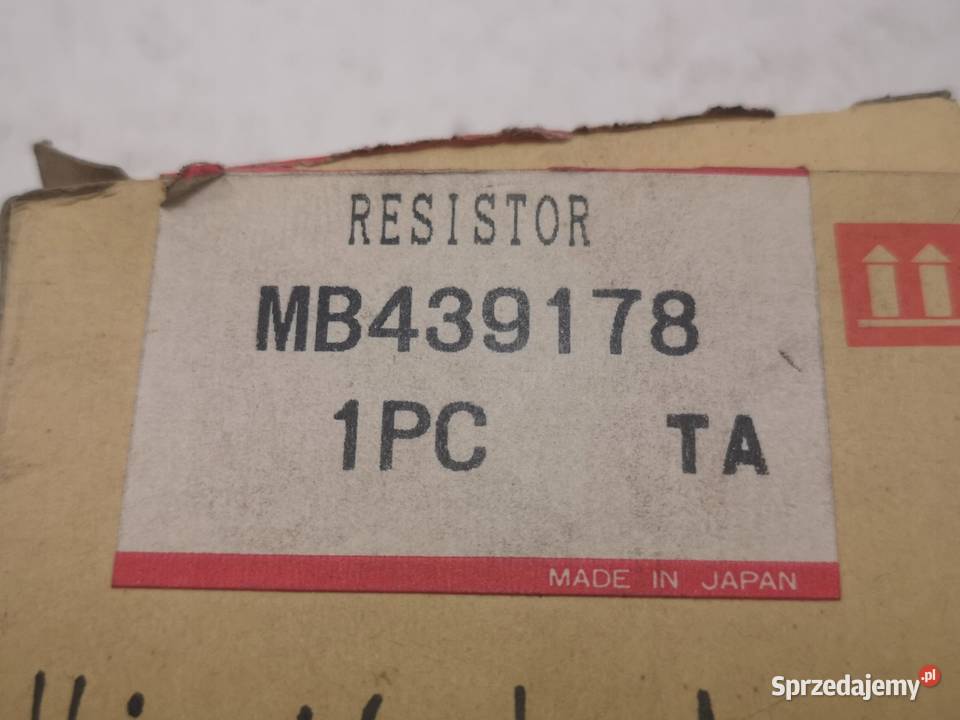 RESISTOR
MB439178
1PC TA
MADE IN JAPAN
Sprzedajemy.pl